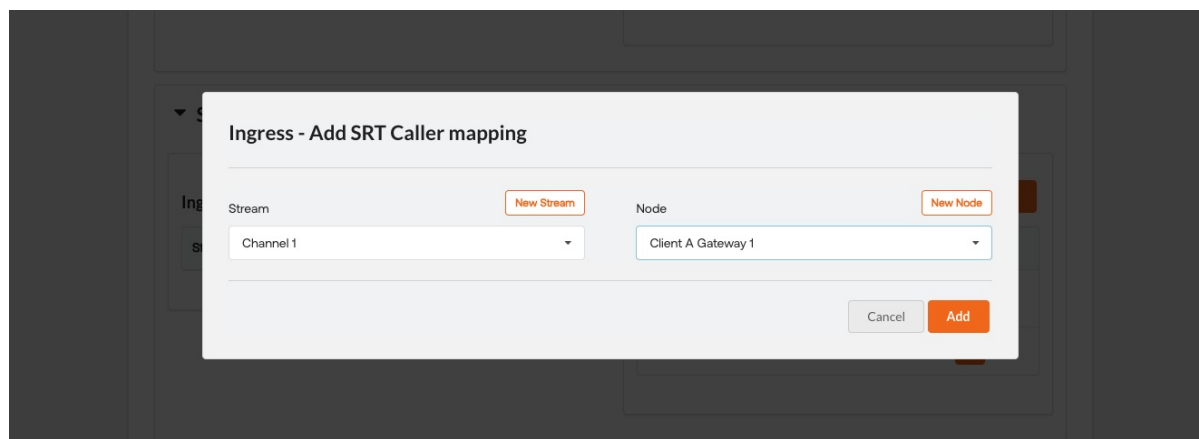 Ingress - Add SRT Caller mapping
Stream
New Stream
Node
New Node
Channel 1
Client A Gateway 1
Cancel
Add